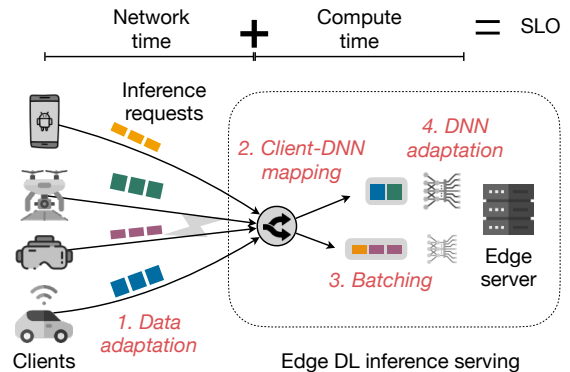 Network
time
+
Compute
time
=
SLO
Inference
requests
2. Client-DNN
mapping
4. DNN
adaptation
3. Batching
Edge
server
1. Data
adaptation
Clients
Edge DL inference serving